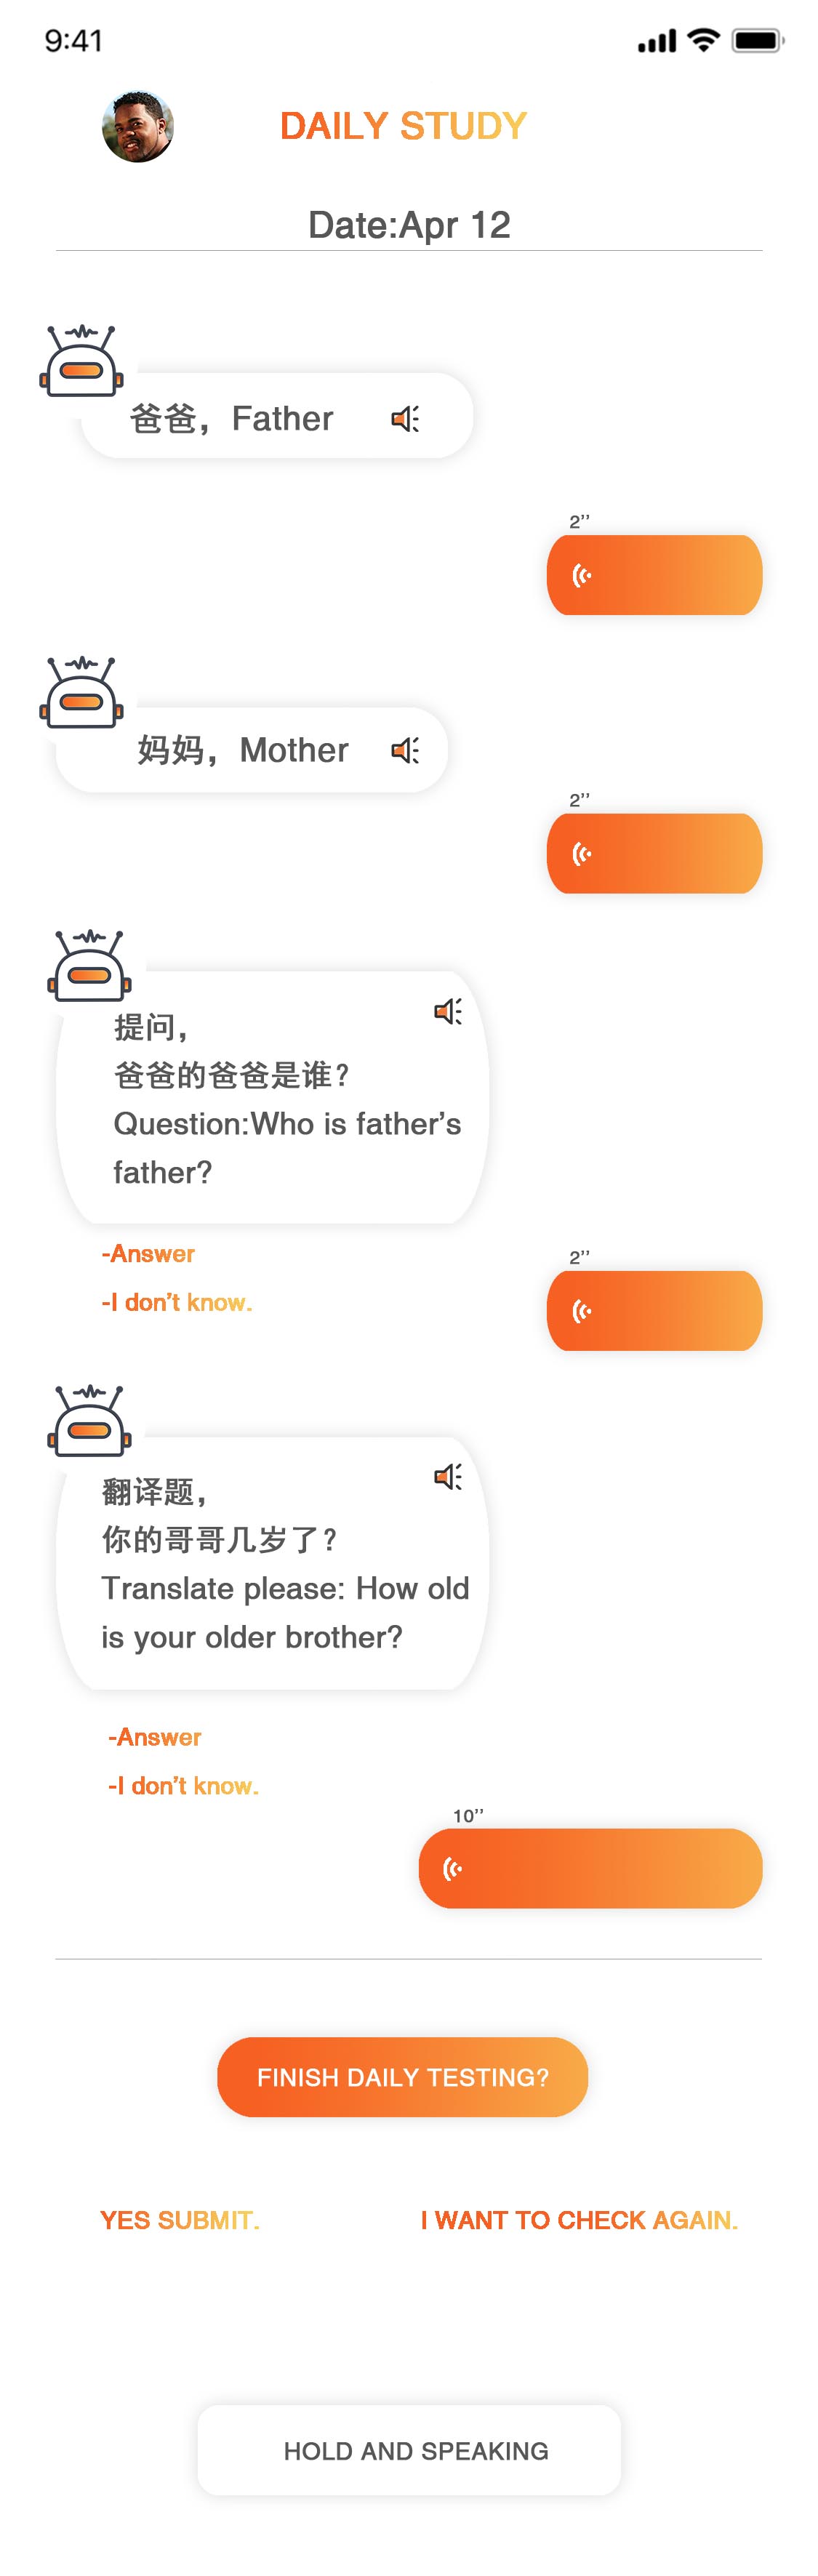 9:41
DAILY STUDY
Date:Apr 12
爸爸，Father
2’’
妈妈，Mother
2’’
提问，
爸爸的爸爸是谁？
Question:Who is father’s
father?
-Answer
-I don’t know.
2’’
翻译题，
你的哥哥几岁了？
Translate please: How old
is your older brother?
-Answer
-I don’t know.
10’’
FINISH DAILY TESTING?
YES SUBMIT.
I WANT TO CHECK AGAIN.
HOLD AND SPEAKING